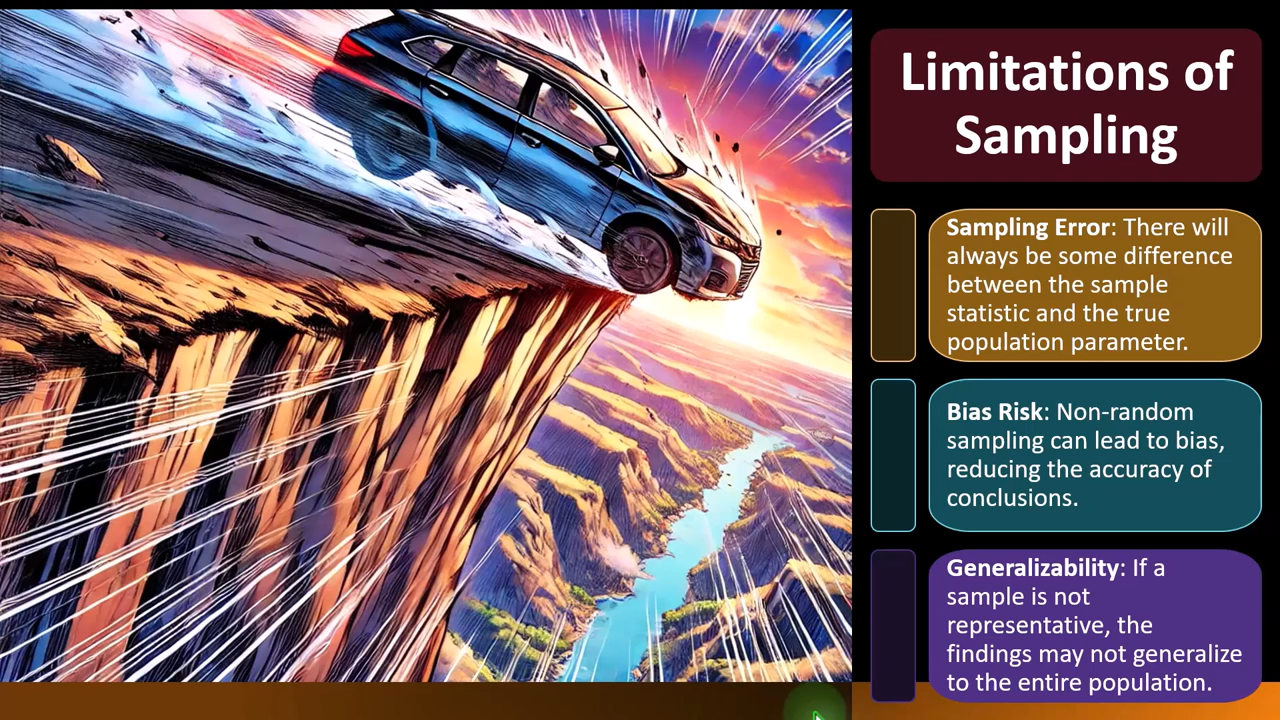 Limitations of
Sampling
Sampling Error: There will
always be some difference
between the sample
statistic and the true
population parameter.
Bias Risk: Non-random
sampling can lead to bias,
reducing the accuracy of
conclusions.
Generalizability: If a
sample is not
representative, the
findings may not generalize
to the entire population.